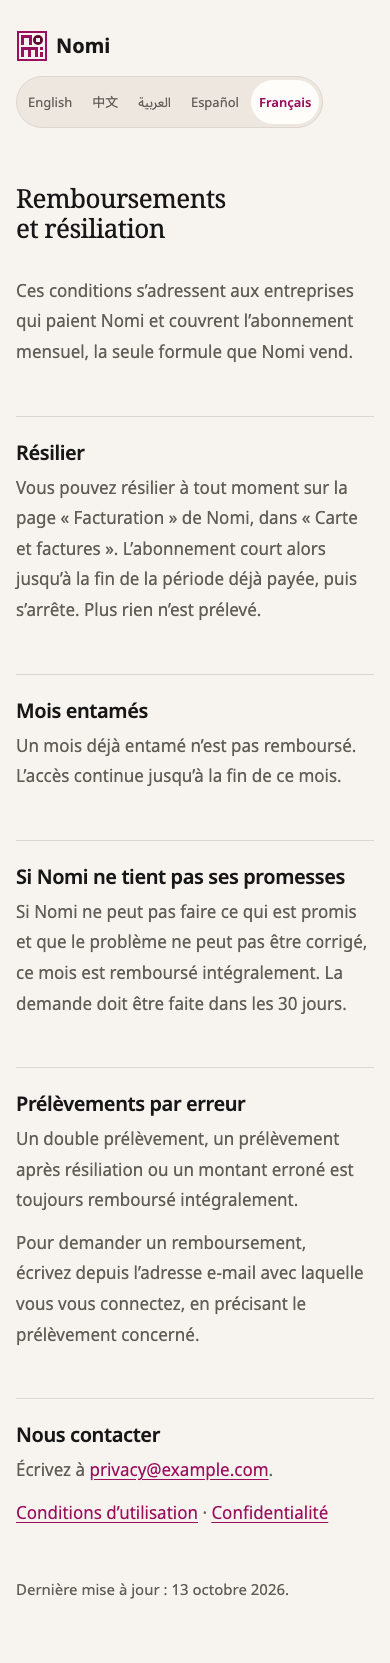 Nomi
English 中文 العربية Español Français
Remboursements
et résiliation
Ces conditions s’adressent aux entreprises
qui paient Nomi et couvrent l’abonnement
mensuel, la seule formule que Nomi vend.
Résilier
Vous pouvez résilier à tout moment sur la
page « Facturation » de Nomi, dans « Carte
et factures ». L’abonnement court alors
jusqu’à la fin de la période déjà payée, puis
s’arrête. Plus rien n’est prélevé.
Mois entamés
Un mois déjà entamé n’est pas remboursé.
L’accès continue jusqu’à la fin de ce mois.
Si Nomi ne tient pas ses promesses
Si Nomi ne peut pas faire ce qui est promis
et que le problème ne peut pas être corrigé,
ce mois est remboursé intégralement. La
demande doit être faite dans les 30 jours.
Prélèvements par erreur
Un double prélèvement, un prélèvement
après résiliation ou un montant erroné est
toujours remboursé intégralement.
Pour demander un remboursement,
écrivez depuis l’adresse e-mail avec laquelle
vous vous connectez, en précisant le
prélèvement concerné.
Nous contacter
Écrivez à privacy@example.com.
Conditions d’utilisation · Confidentialité
Dernière mise à jour : 13 octobre 2026.